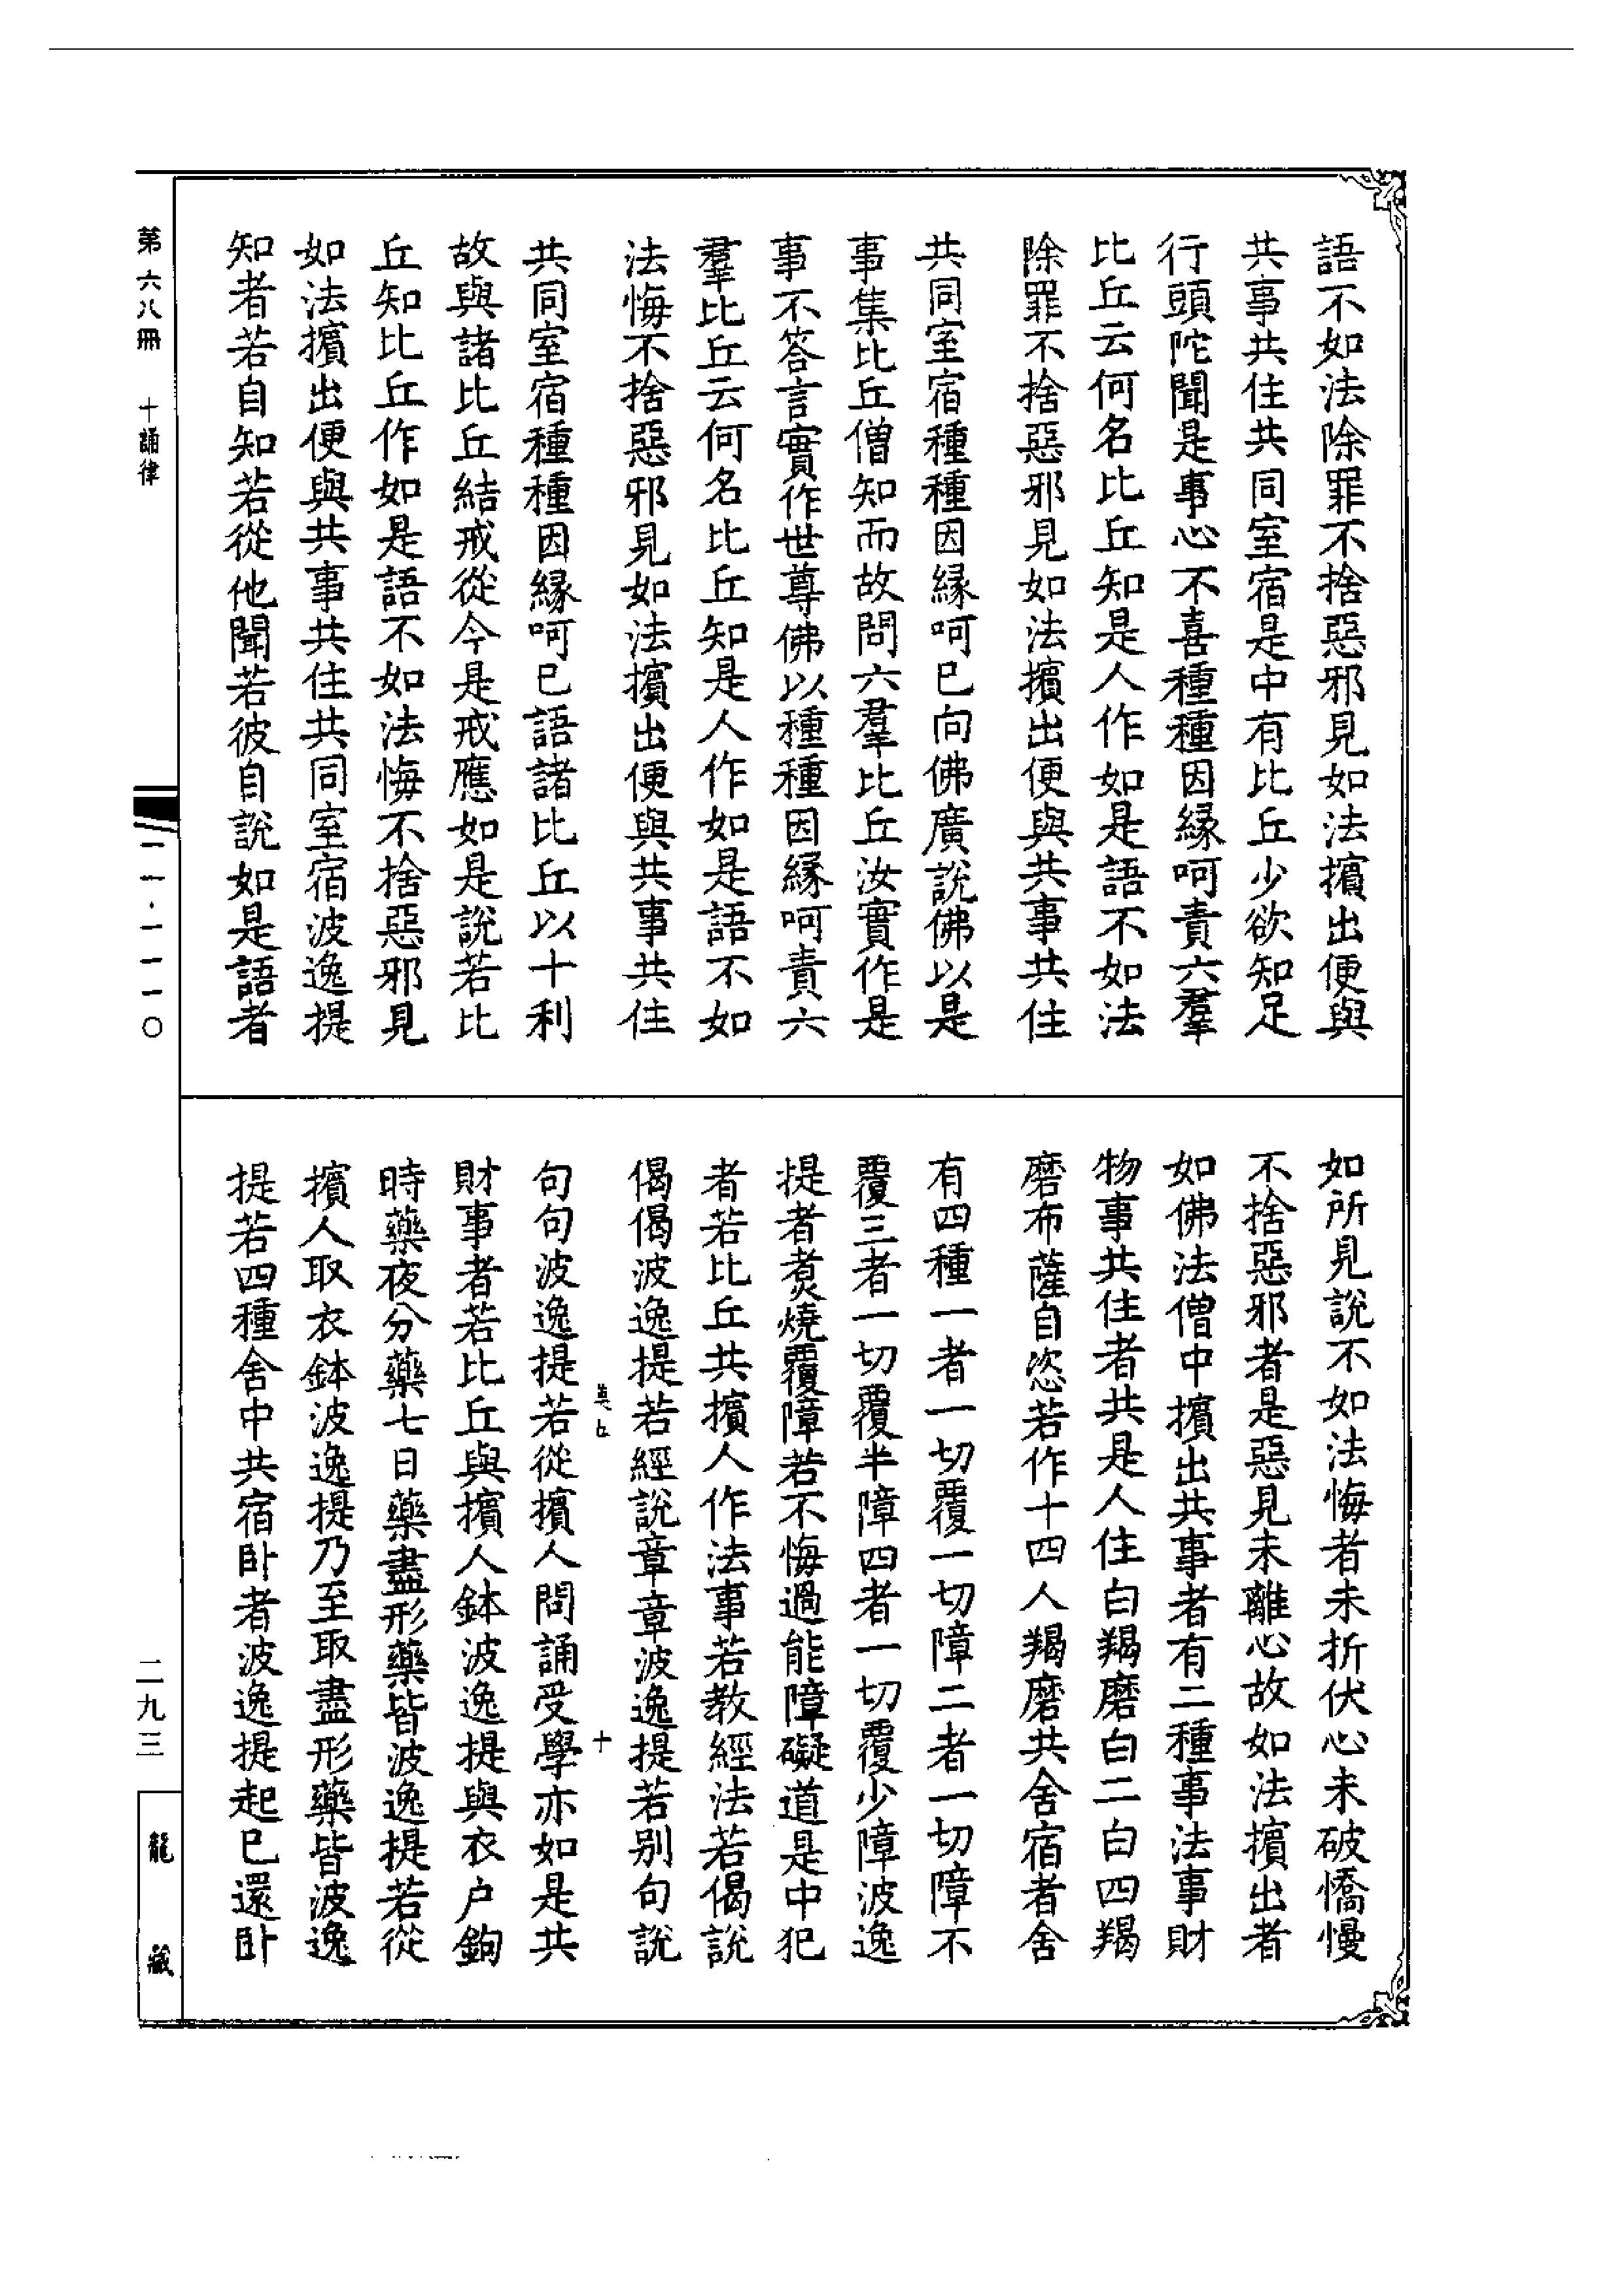 語不如法除罪不捨惡邪見如法擯出便與
共事共住共同室宿是中有比丘少欲知足
行頭陀聞是事心不喜種種因緣呵責六羣
比丘云何名比丘知是人作如是語不如法
除罪不捨惡邪見如法擯出便與共事共住
共同室宿種種因緣呵已向佛廣說佛以是
事集比丘僧知而故問六羣比丘汝實作是
事不答言實作世尊佛以種種因緣呵責六
羣比丘云何名比丘知是人作如是語不如
法悔不捨惡邪見如法擯出便與共事共住
共同室宿種種因緣呵已語諸比丘以十利
故與諸比丘結戒從今是戒應如是說若比
丘知比丘作如是語不如法悔不捨惡邪見
如法擯出便與共事共住共同室宿波逸提
知者若自知若從他聞若彼自說如是語者
如所見說不如法悔者未折伏心未破憍慢
不捨惡邪者是惡見未離心故如法擯出者
如佛法僧中擯出共事者有二種事法事財
物事共住者共是人住白羯磨白二白四羯
磨布薩自恣若作十四人羯磨共舍宿者舍
有四種一者一切覆一切障二者一切障不
覆三者一切覆半障四者一切覆少障波逸
提者煑燒覆障若不悔過能障礙道是中犯
者若比丘共擯人作法事若教經法若偈說
偈偈波逸提若經說章章波逸提若別句說
句句波逸提若從擯人問誦受學亦如是共
財事者若比丘與擯人鉢波逸提與衣户鉤
時藥夜分藥七日藥盡形藥皆波逸提若從
擯人取衣鉢波逸提乃至取盡形藥皆波逸
提若四種舍中共宿臥者波逸提起已還臥
十
第六八冊 十誦律
一一·一一一〇
二九三
龍藏